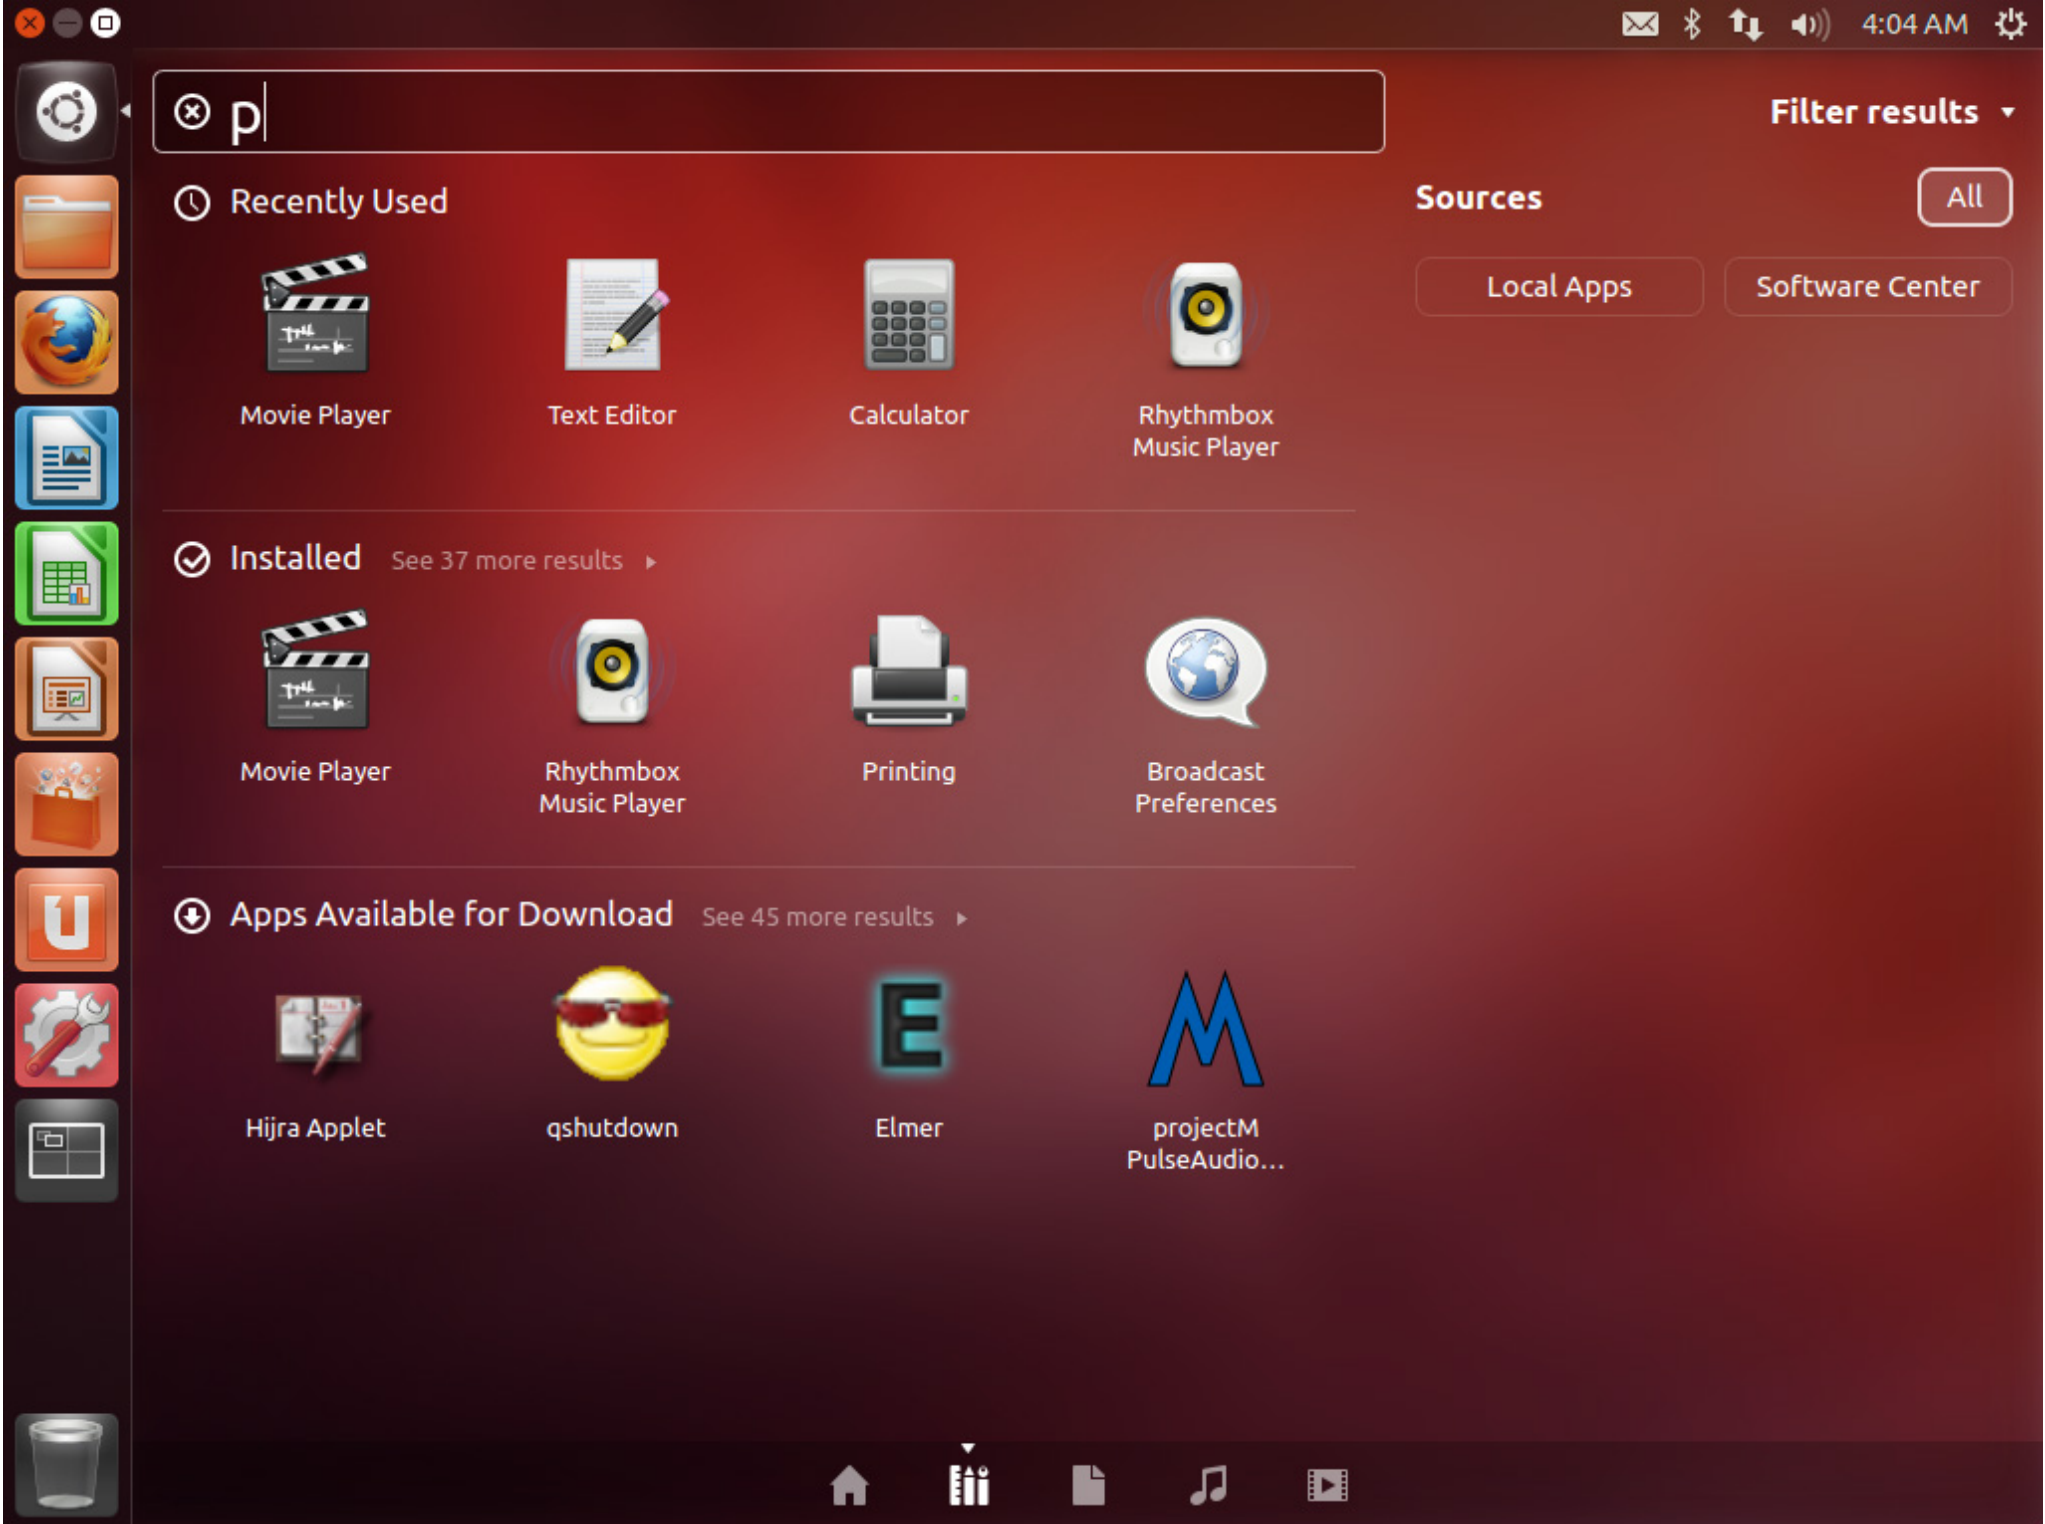 4:04 AM
p
Filter results
Recently Used
Sources
All
Local Apps
Software Center
Movie Player
Text Editor
Calculator
Rhythmbox
Music Player
Installed See 37 more results
Movie Player
Rhythmbox
Music Player
Printing
Broadcast
Preferences
Apps Available for Download See 45 more results
E
M
Hijra Applet
qshutdown
Elmer
projectM
PulseAudio...